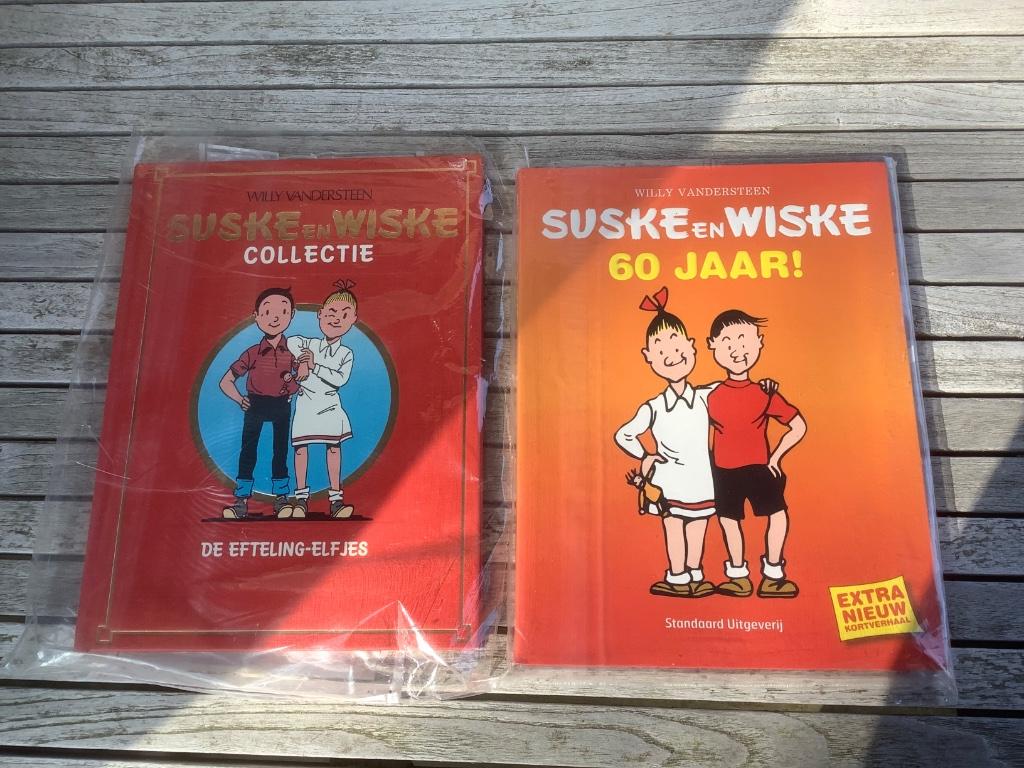 WILLY VANDERSTEEN
SUSKE EN WISKE
COLLECTIE
DE EFTELING-ELFJES
WILLY VANDERSTEEN
SUSKE EN WISKE
60 JAAR!
EXTRA
NIEUW
KORTVERHAAL
Standaard Uitgeverij